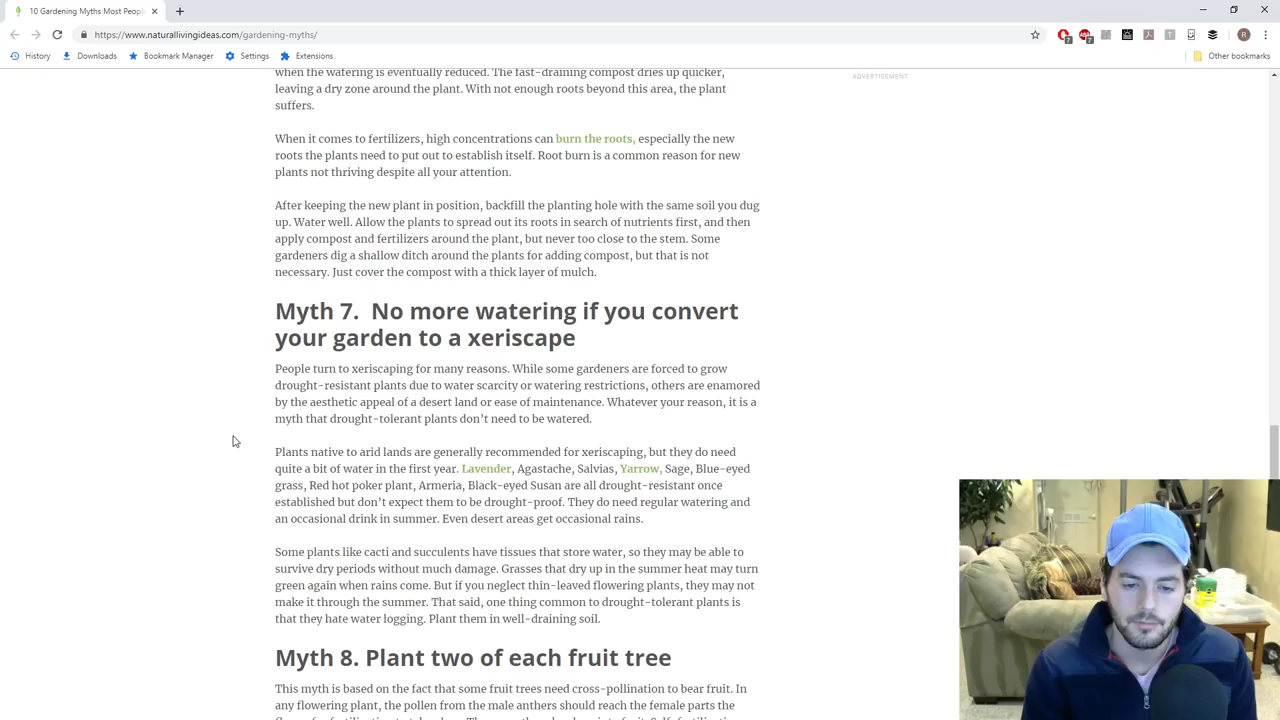 10 Gardening Myths Most People
https://www.naturallivingideas.com/gardening-myths/
7
7
R
History
Downloads
Bookmark Manager
Settings
Extensions
Other bookmarks
ADVERTISEMENT
when the watering is eventually reduced. The fast-draining compost dries up quicker,
leaving a dry zone around the plant. With not enough roots beyond this area, the plant
suffers.
When it comes to fertilizers, high concentrations can burn the roots, especially the new
roots the plants need to put out to establish itself. Root burn is a common reason for new
plants not thriving despite all your attention.
After keeping the new plant in position, backfill the planting hole with the same soil you dug
up. Water well. Allow the plants to spread out its roots in search of nutrients first, and then
apply compost and fertilizers around the plant, but never too close to the stem. Some
gardeners dig a shallow ditch around the plants for adding compost, but that is not
necessary. Just cover the compost with a thick layer of mulch.
Myth 7. No more watering if you convert
your garden to a xeriscape
People turn to xeriscaping for many reasons. While some gardeners are forced to grow
drought-resistant plants due to water scarcity or watering restrictions, others are enamored
by the aesthetic appeal of a desert land or ease of maintenance. Whatever your reason, it is a
myth that drought-tolerant plants don’t need to be watered.
Plants native to arid lands are generally recommended for xeriscaping, but they do need
quite a bit of water in the first year. Lavender, Agastache, Salvias, Yarrow, Sage, Blue-eyed
grass, Red hot poker plant, Armeria, Black-eyed Susan are all drought-resistant once
established but don’t expect them to be drought-proof. They do need regular watering and
an occasional drink in summer. Even desert areas get occasional rains.
Some plants like cacti and succulents have tissues that store water, so they may be able to
survive dry periods without much damage. Grasses that dry up in the summer heat may turn
green again when rains come. But if you neglect thin-leaved flowering plants, they may not
make it through the summer. That said, one thing common to drought-tolerant plants is
that they hate water logging. Plant them in well-draining soil.
Myth 8. Plant two of each fruit tree
This myth is based on the fact that some fruit trees need cross-pollination to bear fruit. In
any flowering plant, the pollen from the male anthers should reach the female parts the